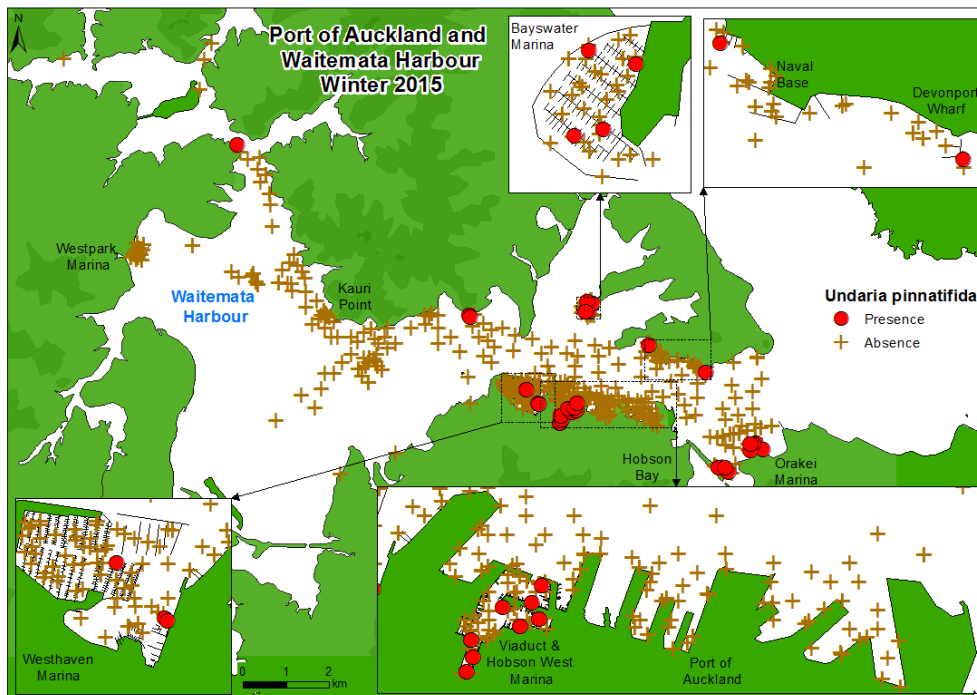 N
Port of Auckland and
Waitemata Harbour
Winter 2015
Bayswater
Marina
Naval
Base
Devonport
Wharf
Westpark
Marina
Waitemata
Harbour
Kauri
Point
Undaria pinnatifida
Presence
Absence
Hobson
Bay
Orakei
Marina
Westhaven
Marina
0 1 2
km
Viaduct &
Hobson West
Marina
Port of
Auckland